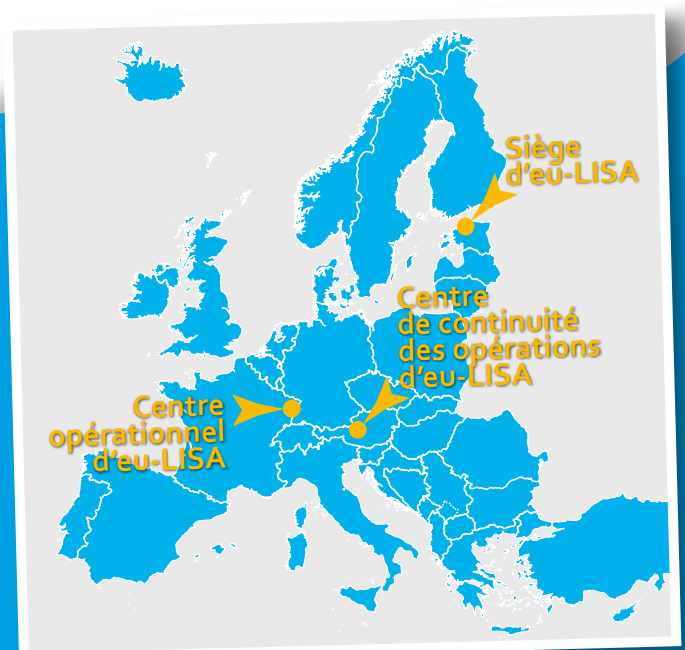 Siège
d'eu-LISA
Centre
de continuité
des opérations
d'eu-LISA
Centre
opérationnel
d'eu-LISA